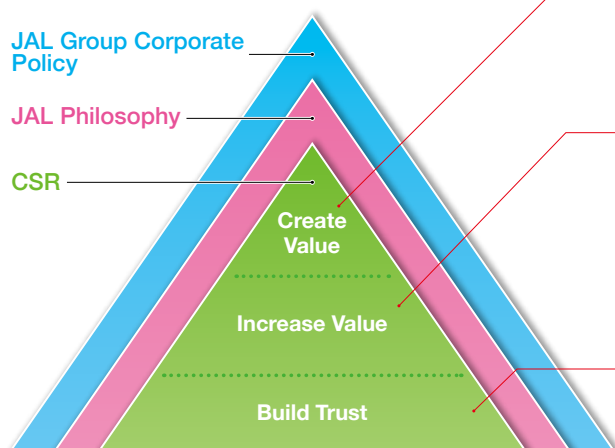 JAL Group Corporate
Policy
JAL Philosophy
CSR
Create
Value
Increase Value
Build Trust